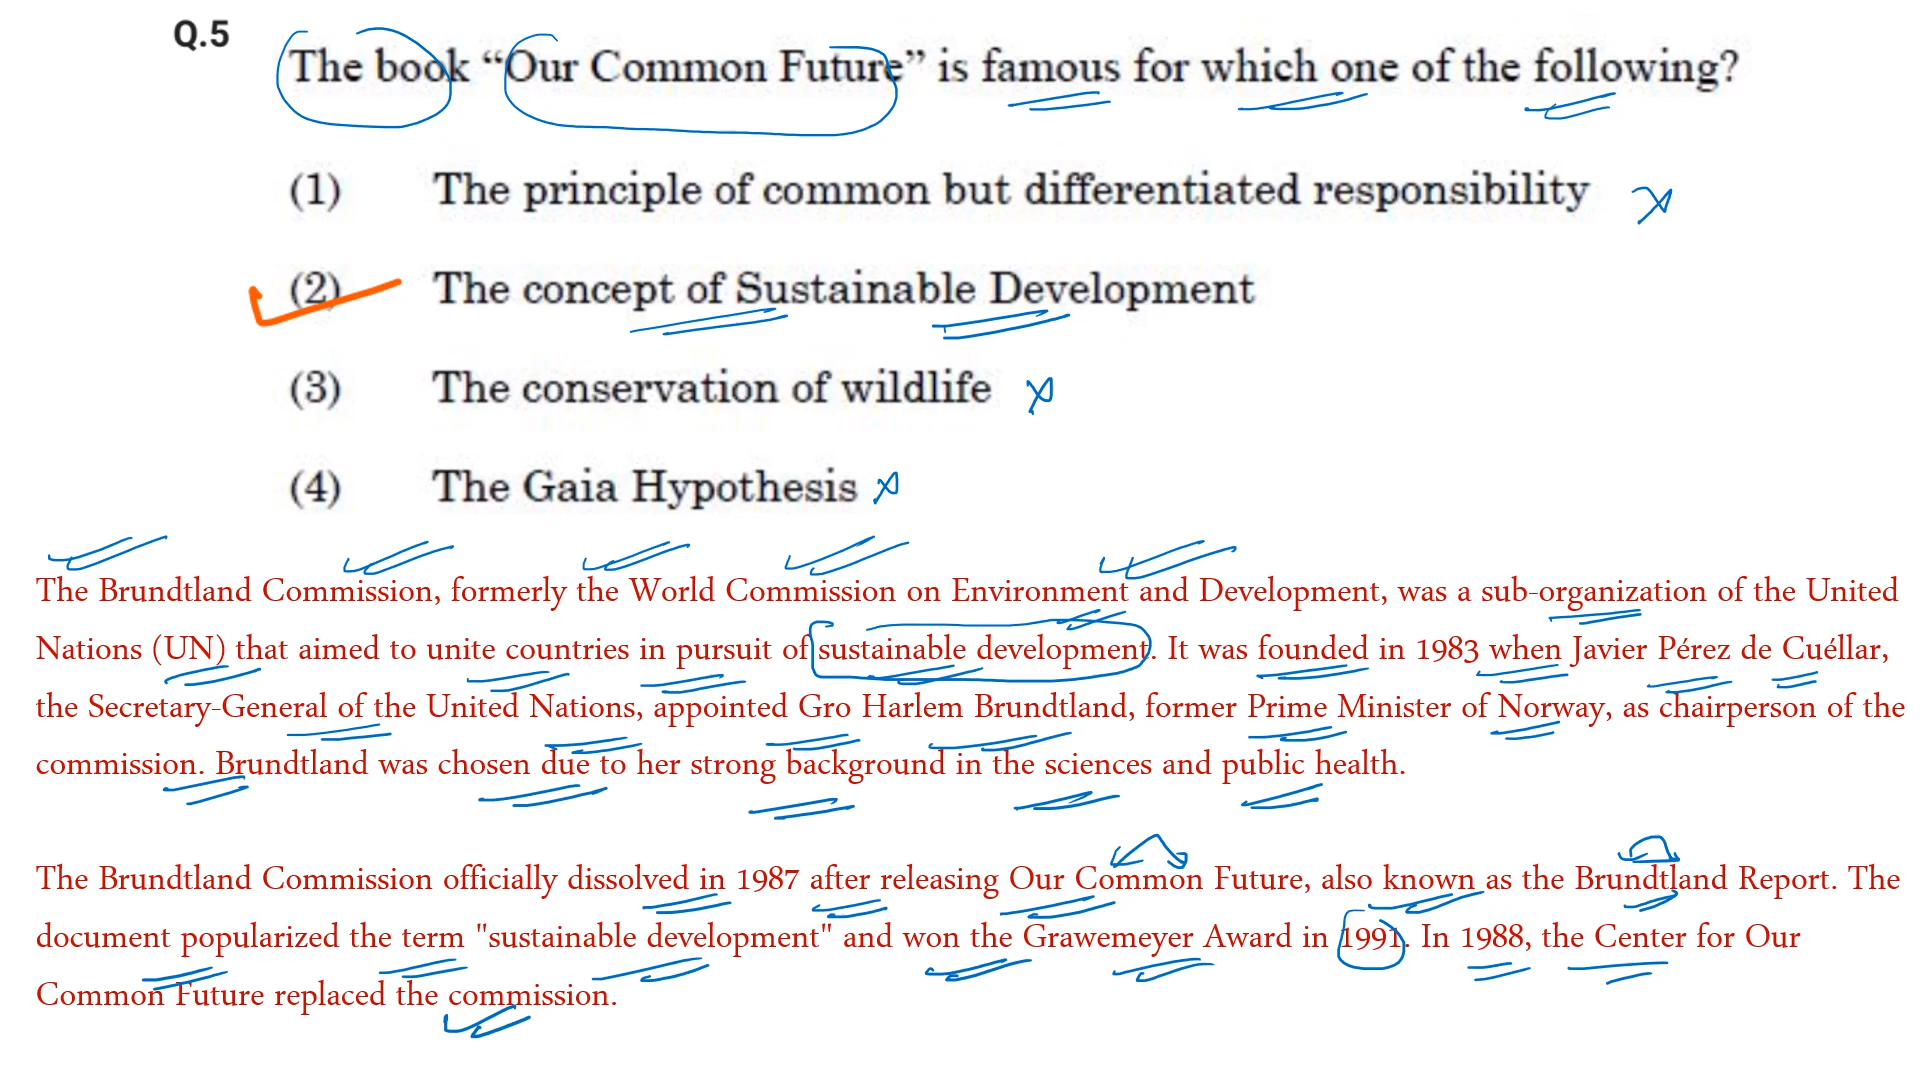 Q.5
The book “Our Common Future” is famous for which one of the following?
(1) The principle of common but differentiated responsibility
(2) The concept of Sustainable Development
(3) The conservation of wildlife
(4) The Gaia Hypothesis
The Brundtland Commission, formerly the World Commission on Environment and Development, was a sub-organization of the United
Nations (UN) that aimed to unite countries in pursuit of sustainable development. It was founded in 1983 when Javier Pérez de Cuéllar,
the Secretary-General of the United Nations, appointed Gro Harlem Brundtland, former Prime Minister of Norway, as chairperson of the
commission. Brundtland was chosen due to her strong background in the sciences and public health.
The Brundtland Commission officially dissolved in 1987 after releasing Our Common Future, also known as the Brundtland Report. The
document popularized the term "sustainable development" and won the Grawemeyer Award in 1991. In 1988, the Center for Our
Common Future replaced the commission.